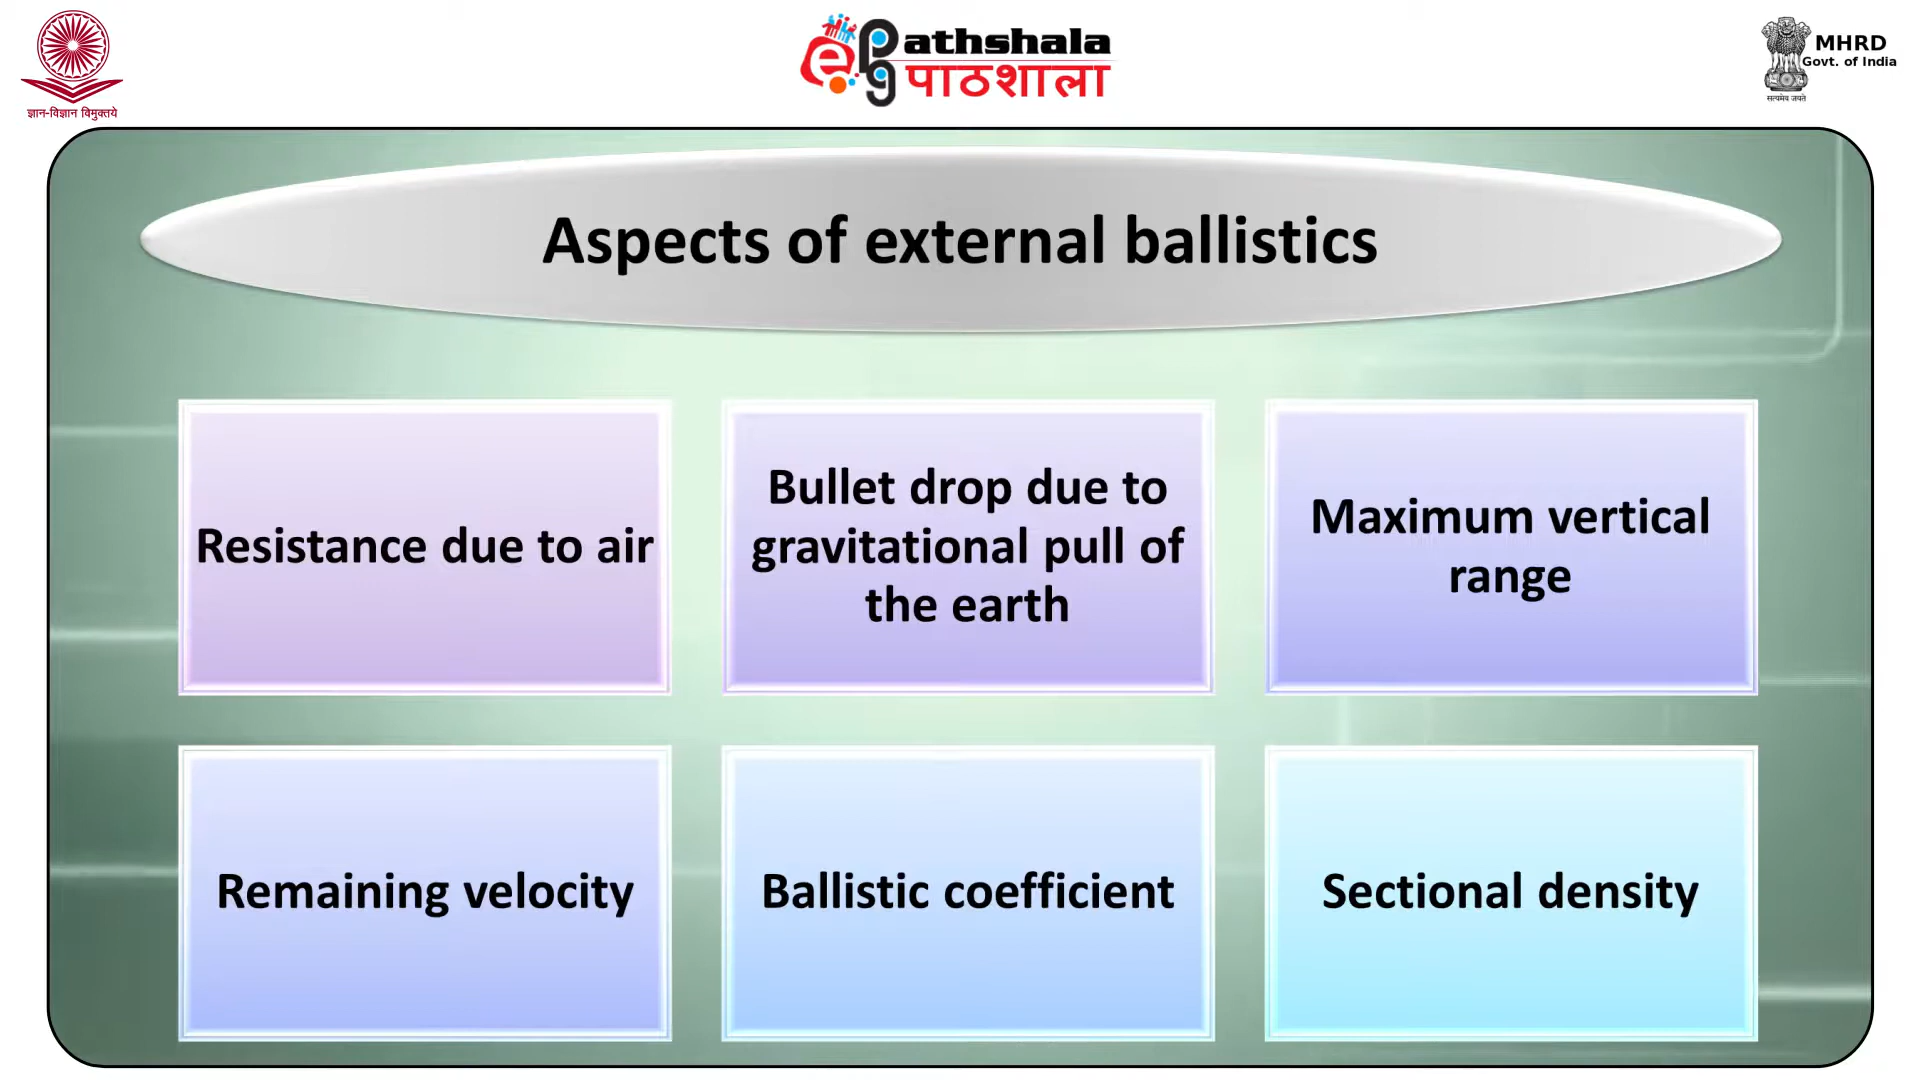 ज्ञान-विज्ञान विमुक्तये
e pg athshala
पाठशाला
सत्यमेव जयते
MHRD
Govt. of India
Aspects of external ballistics
Resistance due to air
Bullet drop due to
gravitational pull of
the earth
Maximum vertical
range
Remaining velocity
Ballistic coefficient
Sectional density